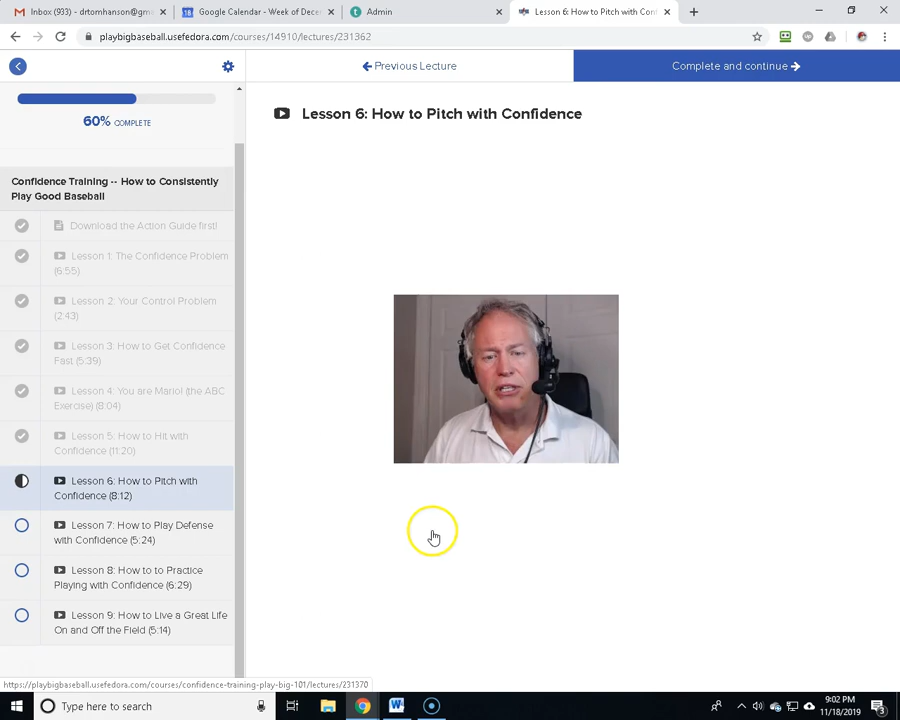 Inbox (933) - drtomhanson@gm
Google Calendar - Week of Dece
Admin
Lesson 6: How to Pitch with Conf
playbigbaseball.usefedora.com/courses/14910/lectures/231362
Previous Lecture
Complete and continue
60% COMPLETE
Lesson 6: How to Pitch with Confidence
Confidence Training -- How to Consistently
Play Good Baseball
Download the Action Guide first!
Lesson 1: The Confidence Problem
(6:55)
Lesson 2: Your Control Problem
(2:43)
Lesson 3: How to Get Confidence
Fast (5:39)
Lesson 4: You are Mario! (the ABC
Exercise) (8:04)
Lesson 5: How to Hit with
Confidence (11:20)
Lesson 6: How to Pitch with
Confidence (8:12)
Lesson 7: How to Play Defense
with Confidence (5:24)
Lesson 8: How to to Practice
Playing with Confidence (6:29)
Lesson 9: How to Live a Great Life
On and Off the Field (5:14)
https://playbigbaseball.usefedora.com/courses/confidence-training-play-big-101/lectures/231370
Type here to search
9:02 PM
11/18/2019
3